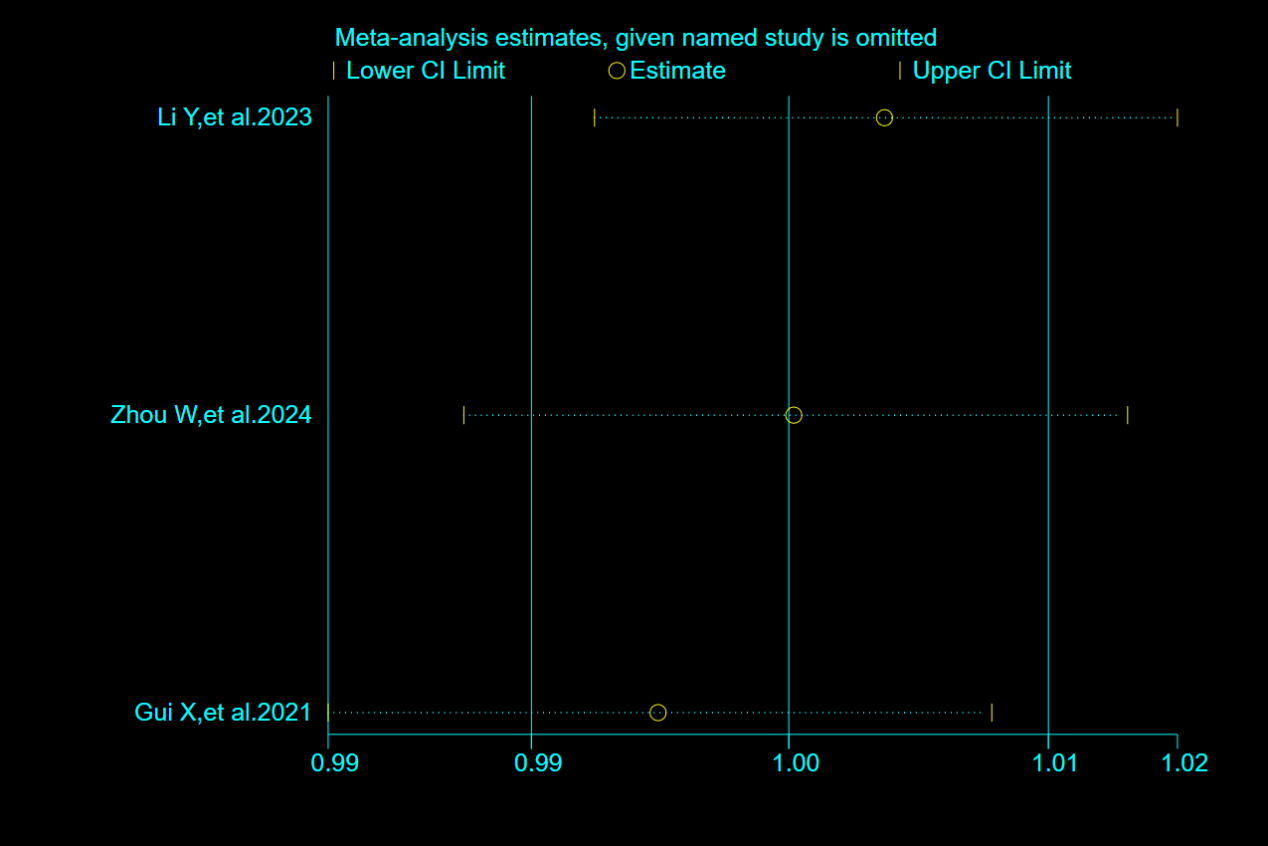 Meta-analysis estimates, given named study is omitted
Lower CI Limit Estimate Upper CI Limit
Li Y,et al.2023
Zhou W,et al.2024
Gui X,et al.2021
0.99 0.99 1.00 1.01 1.02